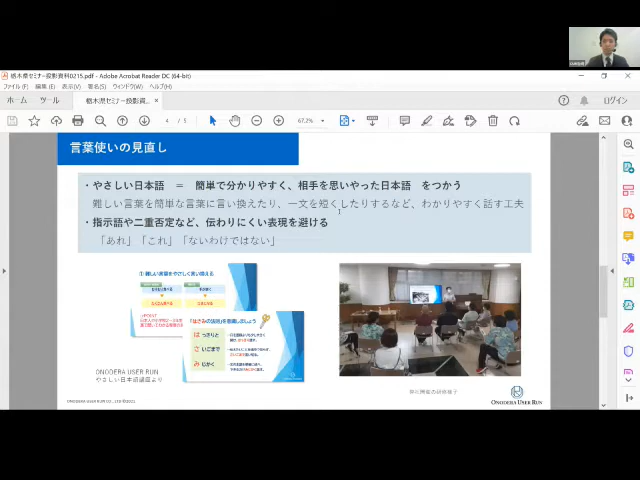 栃木県セミナー投影資料0215.pdf - Adobe Acrobat Reader DC (64-bit)
ファイル(F) 編集(E) 表示(V) 署名(S) ウィンドウ(W) ヘルプ(H)
ホーム ツール 栃木県セミナー投影資... × ログイン
4 / 5 67.2%
言葉使いの見直し
・やさしい日本語 = 簡単で分かりやすく、相手を思いやった日本語 をつかう
難しい言葉を簡単な言葉に言い換えたり、一文を短くしたりするなど、わかりやすく話す工夫
・指示語や二重否定など、伝わりにくい表現を避ける
「あれ」「これ」「ないわけではない」
① 難しい言葉をやさしく言い換える
「はさみの法則」を意識しましょう
はっきりと
さいごまで
みじかく
ONODERA USER RUN
やさしい日本語講座より
ONODERA USER RUN